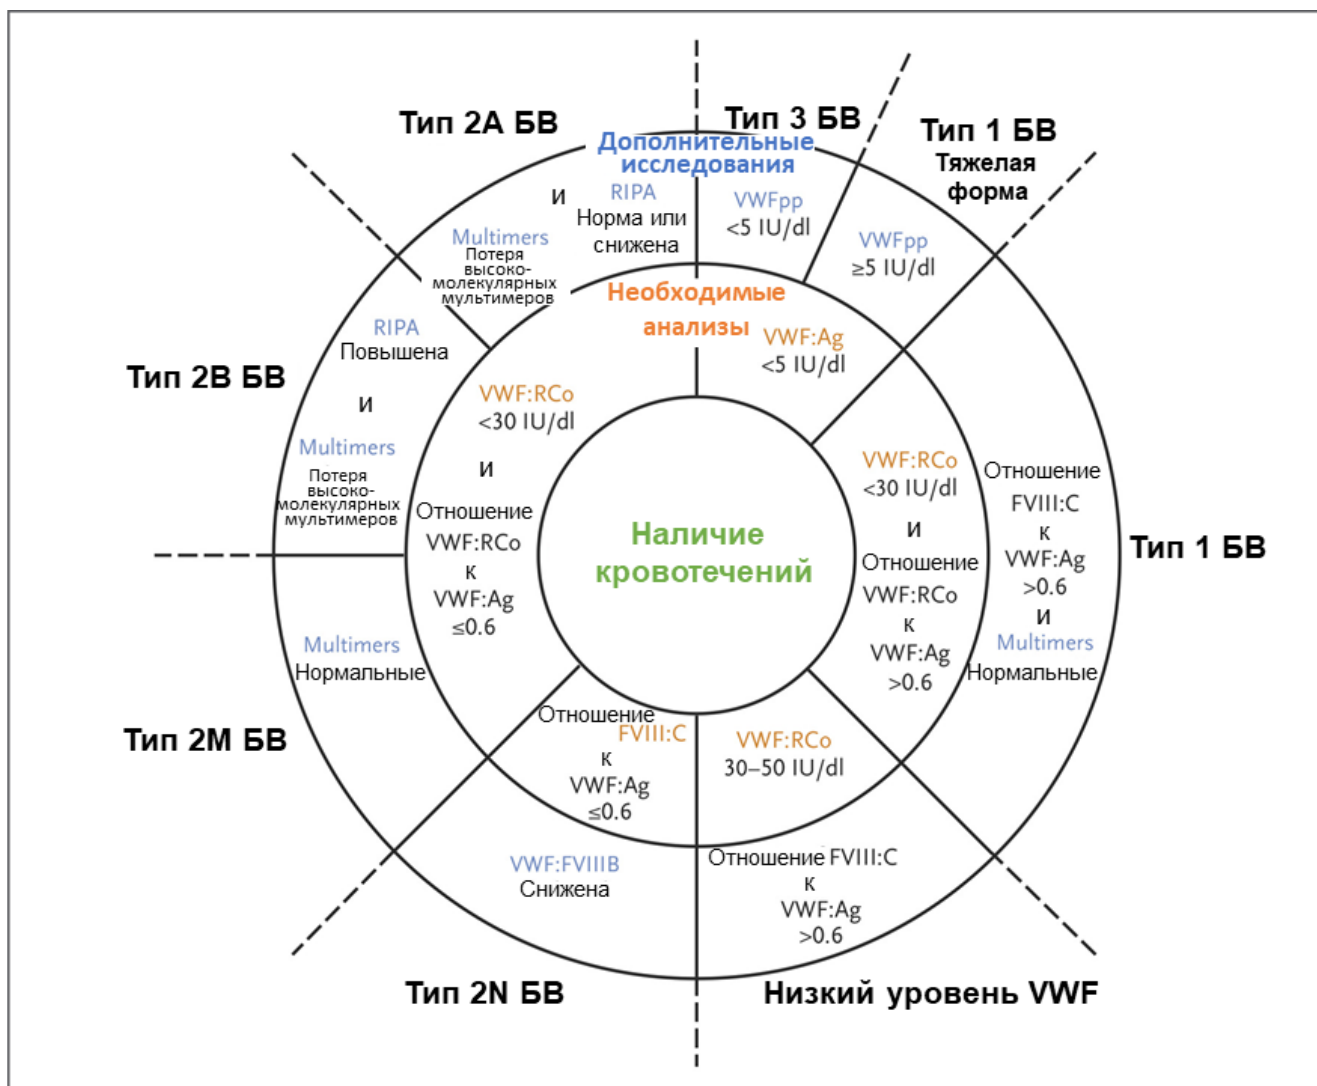 Тип 2А БВ
Тип 3 БВ
Тип 1 БВ
Тяжелая
форма
Дополнительные
исследования
И
RIPA
Норма или
снижена
Multimers
Потеря
высоко-
молекулярных
мультимеров
VWFpp
<5 IU/dl
VWFpp
≥5 IU/dl
Необходимые
анализы
VWF:Ag
<5 IU/dl
Тип 2В БВ
RIPA
Повышена
И
Multimers
Потеря
высоко-
молекулярных
мультимеров
VWF:RCo
<30 IU/dl
И
Отношение
VWF:RCo
к
VWF:Ag
≤0.6
Наличие
кровотечений
VWF:RCo
<30 IU/dl
И
Отношение
VWF:RCo
К
VWF:Ag
>0.6
Отношение
FVIII:C
К
VWF:Ag
>0.6
И
Multimers
Нормальные
Тип 1 БВ
Multimers
Нормальные
Тип 2М БВ
Отношение
FVIII:C
К
VWF:Ag
≤0.6
VWF:RCo
30–50 IU/dl
VWF:FVIIIB
Снижена
Отношение FVIII:C
К
VWF:Ag
>0.6
Тип 2N БВ
Низкий уровень VWF